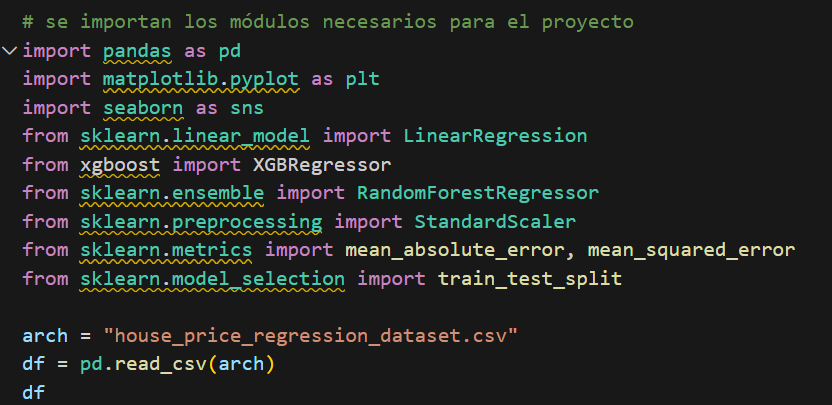 # se importan los módulos necesarios para el proyecto
import pandas as pd
import matplotlib.pyplot as plt
import seaborn as sns
from sklearn.linear_model import LinearRegression
from xgboost import XGBRegressor
from sklearn.ensemble import RandomForestRegressor
from sklearn.preprocessing import StandardScaler
from sklearn.metrics import mean_absolute_error, mean_squared_error
from sklearn.model_selection import train_test_split
arch = "house_price_regression_dataset.csv"
df = pd.read_csv(arch)
df